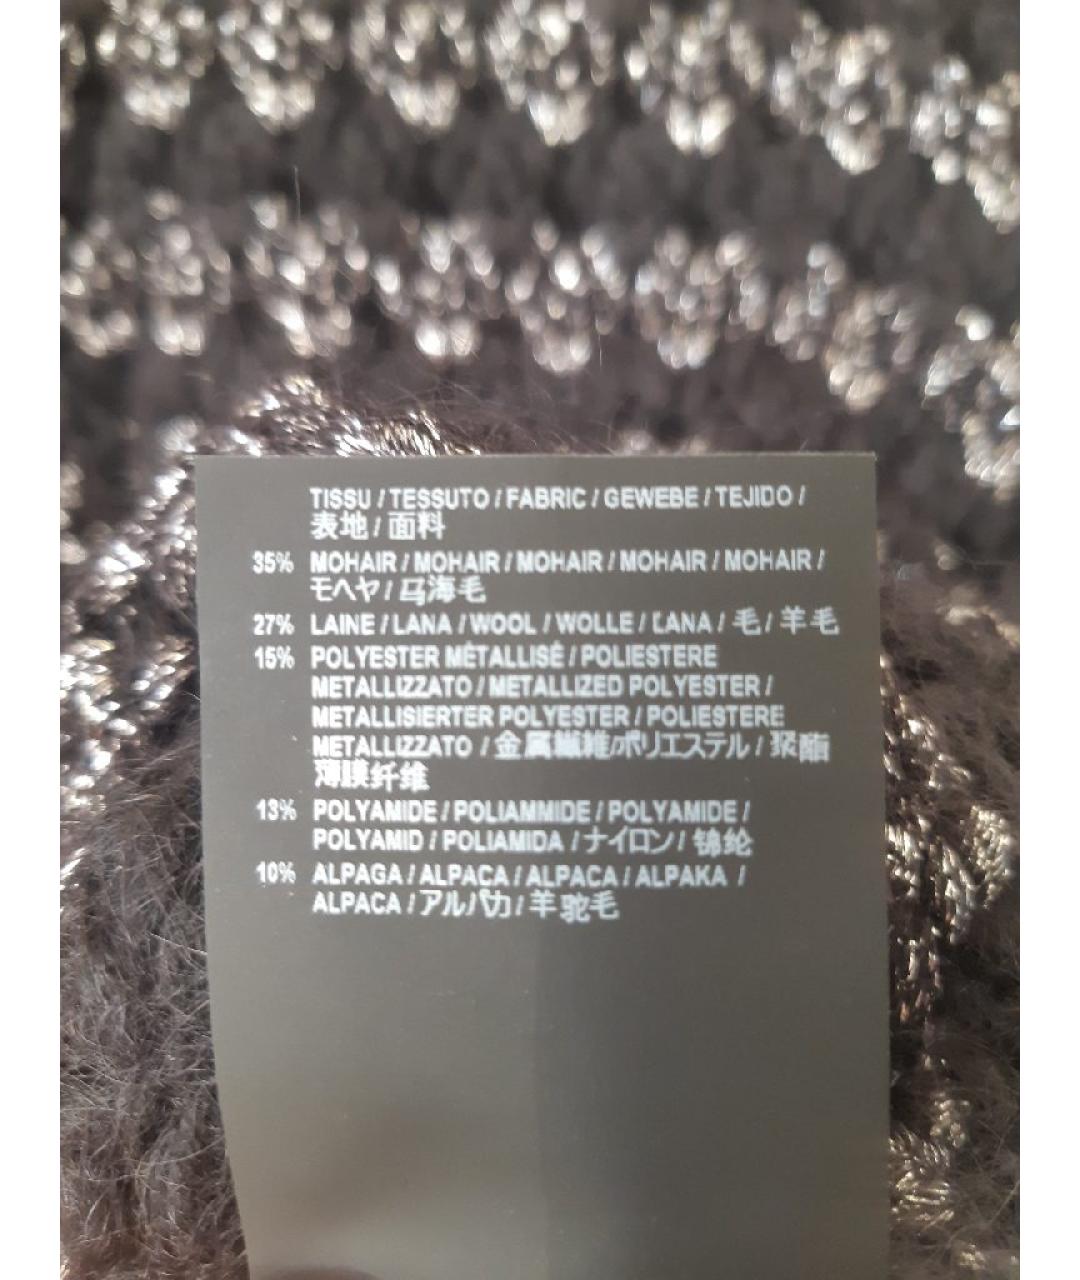 TISSU / TESSUTO / FABRIC / GEWEBE / TEJIDO /
表地 / 面料
35% MOHAIR / MOHAIR / MOHAIR / MOHAIR / MOHAIR /
モヘヤ / 马海毛
27% LAINE / LANA / WOOL / WOLLE / LANA / 毛 / 羊毛
15% POLYESTER MÉTALLISÉ / POLIESTERE
METALLIZZATO / METALLIZED POLYESTER /
METALLISIERTER POLYESTER / POLIESTERE
METALLIZZATO / 金属繊維/ポリエステル / 聚酯
薄膜纤维
13% POLYAMIDE / POLIAMMIDE / POLYAMIDE /
POLYAMID / POLIAMIDA / ナイロン / 锦纶
10% ALPAGA / ALPACA / ALPACA / ALPAKA /
ALPACA / アルパカ / 羊驼毛